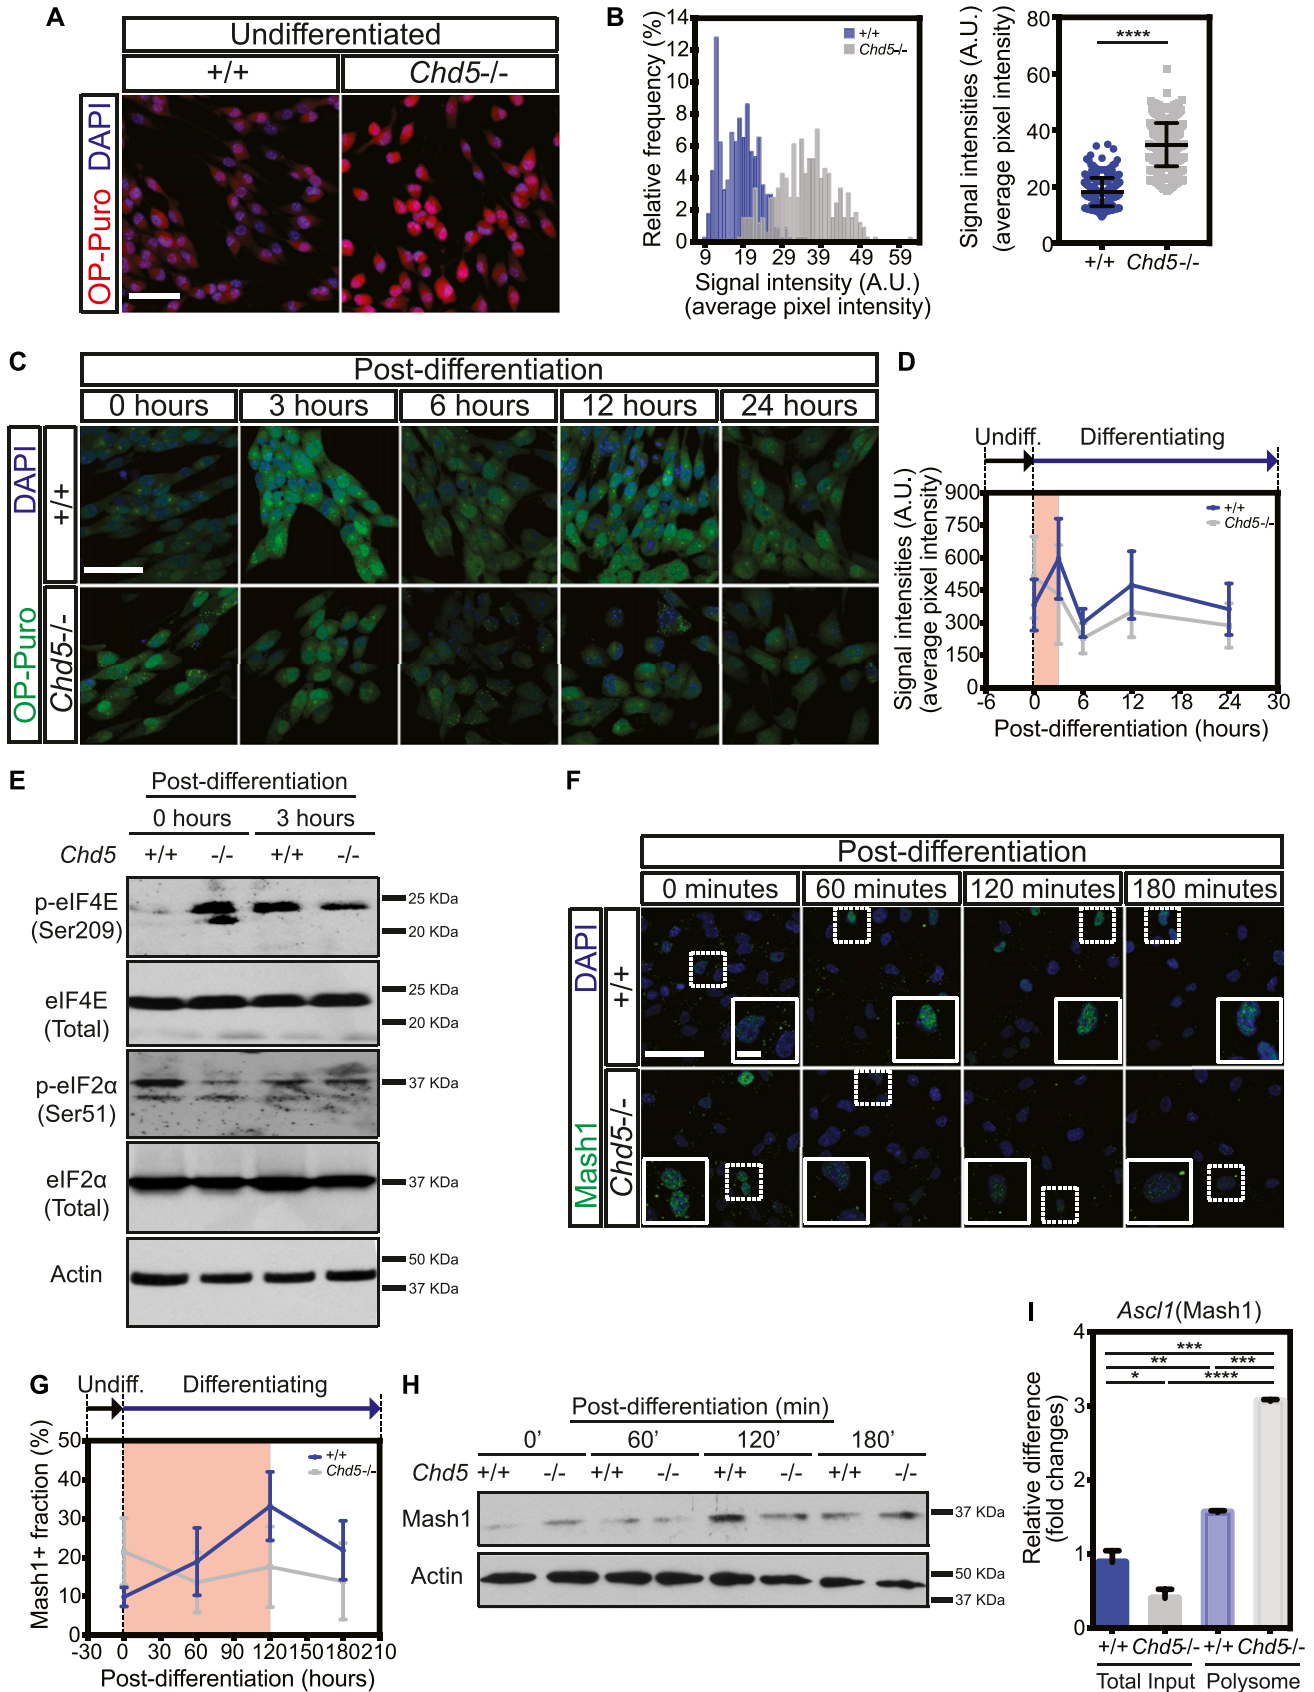 A
Undifferentiated
+/+
Chd5-/-
OP-Puro DAPI
B
Relative frequency (%)
14
12
10
8
6
4
2
0
9 19 29 39 49 59
Signal intensity (A.U.)
(average pixel intensity)
+/+
Chd5-/-
Signal intensities (A.U.)
(average pixel intensity)
80
60
40
20
0
****
+/+ Chd5-/-
C
Post-differentiation
0 hours 3 hours 6 hours 12 hours 24 hours
OP-Puro DAPI
+/+
Chd5-/-
D
Undiff. Differentiating
Signal intensities (A.U.)
(average pixel intensity)
900
750
600
450
300
150
0
+/+
Chd5-/-
-6 0 6 12 18 24 30
Post-differentiation (hours)
E
Post-differentiation
0 hours 3 hours
Chd5 +/+ -/- +/+ -/-
p-eIF4E
(Ser209)
25 KDa
20 KDa
eIF4E
(Total)
25 KDa
20 KDa
p-eIF2α
(Ser51)
37 KDa
eIF2α
(Total)
37 KDa
Actin
50 KDa
37 KDa
F
Post-differentiation
0 minutes 60 minutes 120 minutes 180 minutes
Mash1 DAPI
+/+
Chd5-/-
G
Undiff. Differentiating
Mash1+ fraction (%)
50
40
30
20
10
0
+/+
Chd5-/-
-30 0 30 60 90 120 150 180 210
Post-differentiation (hours)
H
Post-differentiation (min)
0' 60' 120' 180'
Chd5 +/+ -/- +/+ -/- +/+ -/- +/+ -/-
Mash1
37 KDa
Actin
50 KDa
37 KDa
I
Ascl1(Mash1)
Relative difference
(fold changes)
4
3
2
1
0
***
** ***
* ****
+/+ Chd5-/- +/+ Chd5-/-
Total Input Polysome